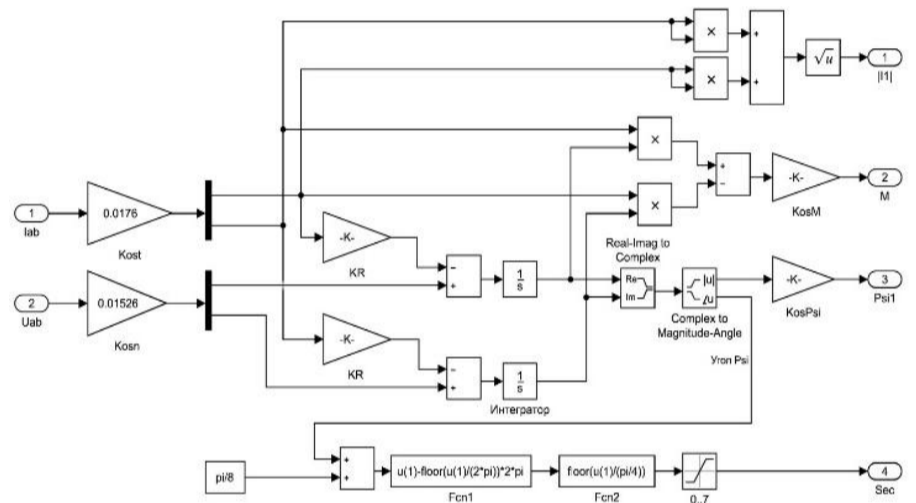 ×
+
√u
1
|I1|
×
+
×
+
-K-
2
−
KosM
M
1
0.0176
×
Iab
Kost
-K-
Real-Imag to
Complex
KR
−
+
1
s
Re
Im
|u|
∠u
-K-
3
2
0.01526
KosPsi
Psi1
Uab
Kosn
Complex to
Magnitude-Angle
-K-
KR
−
+
1
s
Угол Psi
Интегратор
+
+
pi/8
u(1)-floor(u(1)/(2*pi))*2*pi
floor(u(1)/(pi/4))
4
Fcn1
Fcn2
0..7
Sec